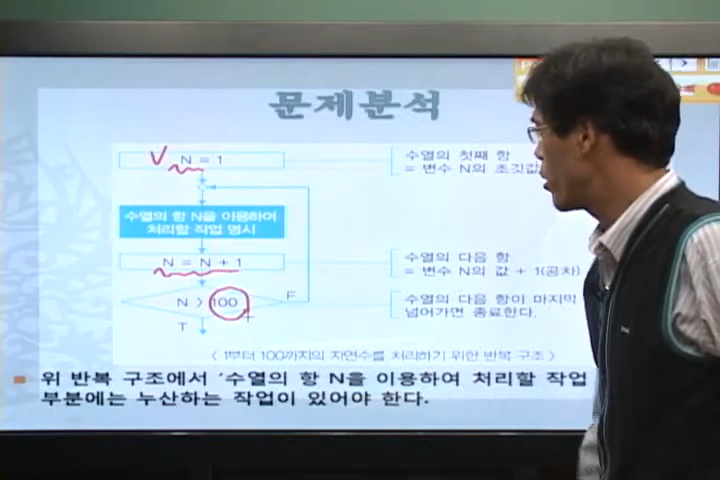 문제분석
N = 1
수열의 첫째 항
= 변수 N의 초깃값
수열의 항 N을 이용하여
처리할 작업 명시
N = N + 1
수열의 다음 항
= 변수 N의 값 + 1(공차)
N > 100
F
T
수열의 다음 항이 마지막
넘어가면 종료한다.
< 1부터 100까지의 자연수를 처리하기 위한 반복 구조 >
위 반복 구조에서 '수열의 항 N을 이용하여 처리할 작업
부분에는 누산하는 작업이 있어야 한다.